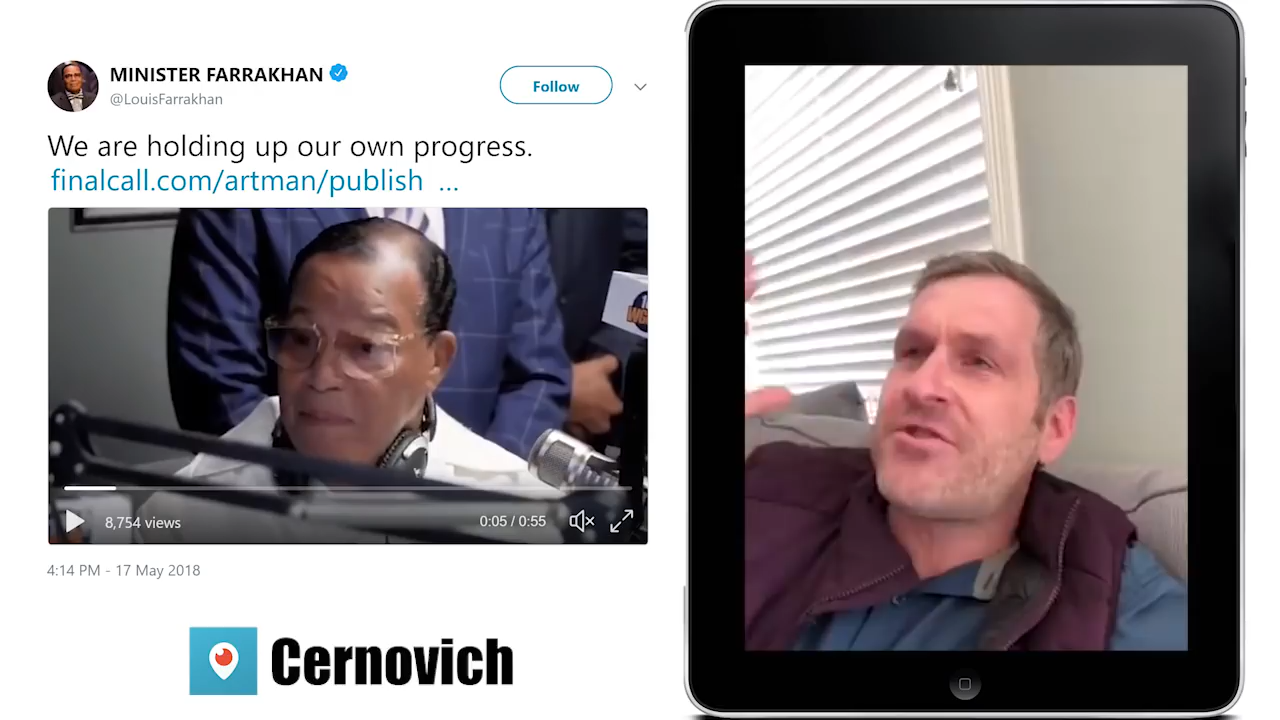 MINISTER FARRAKHAN
@LouisFarrakhan
Follow
We are holding up our own progress.
finalcall.com/artman/publish ...
8,754 views
0:05 / 0:55
4:14 PM - 17 May 2018
Cernovich